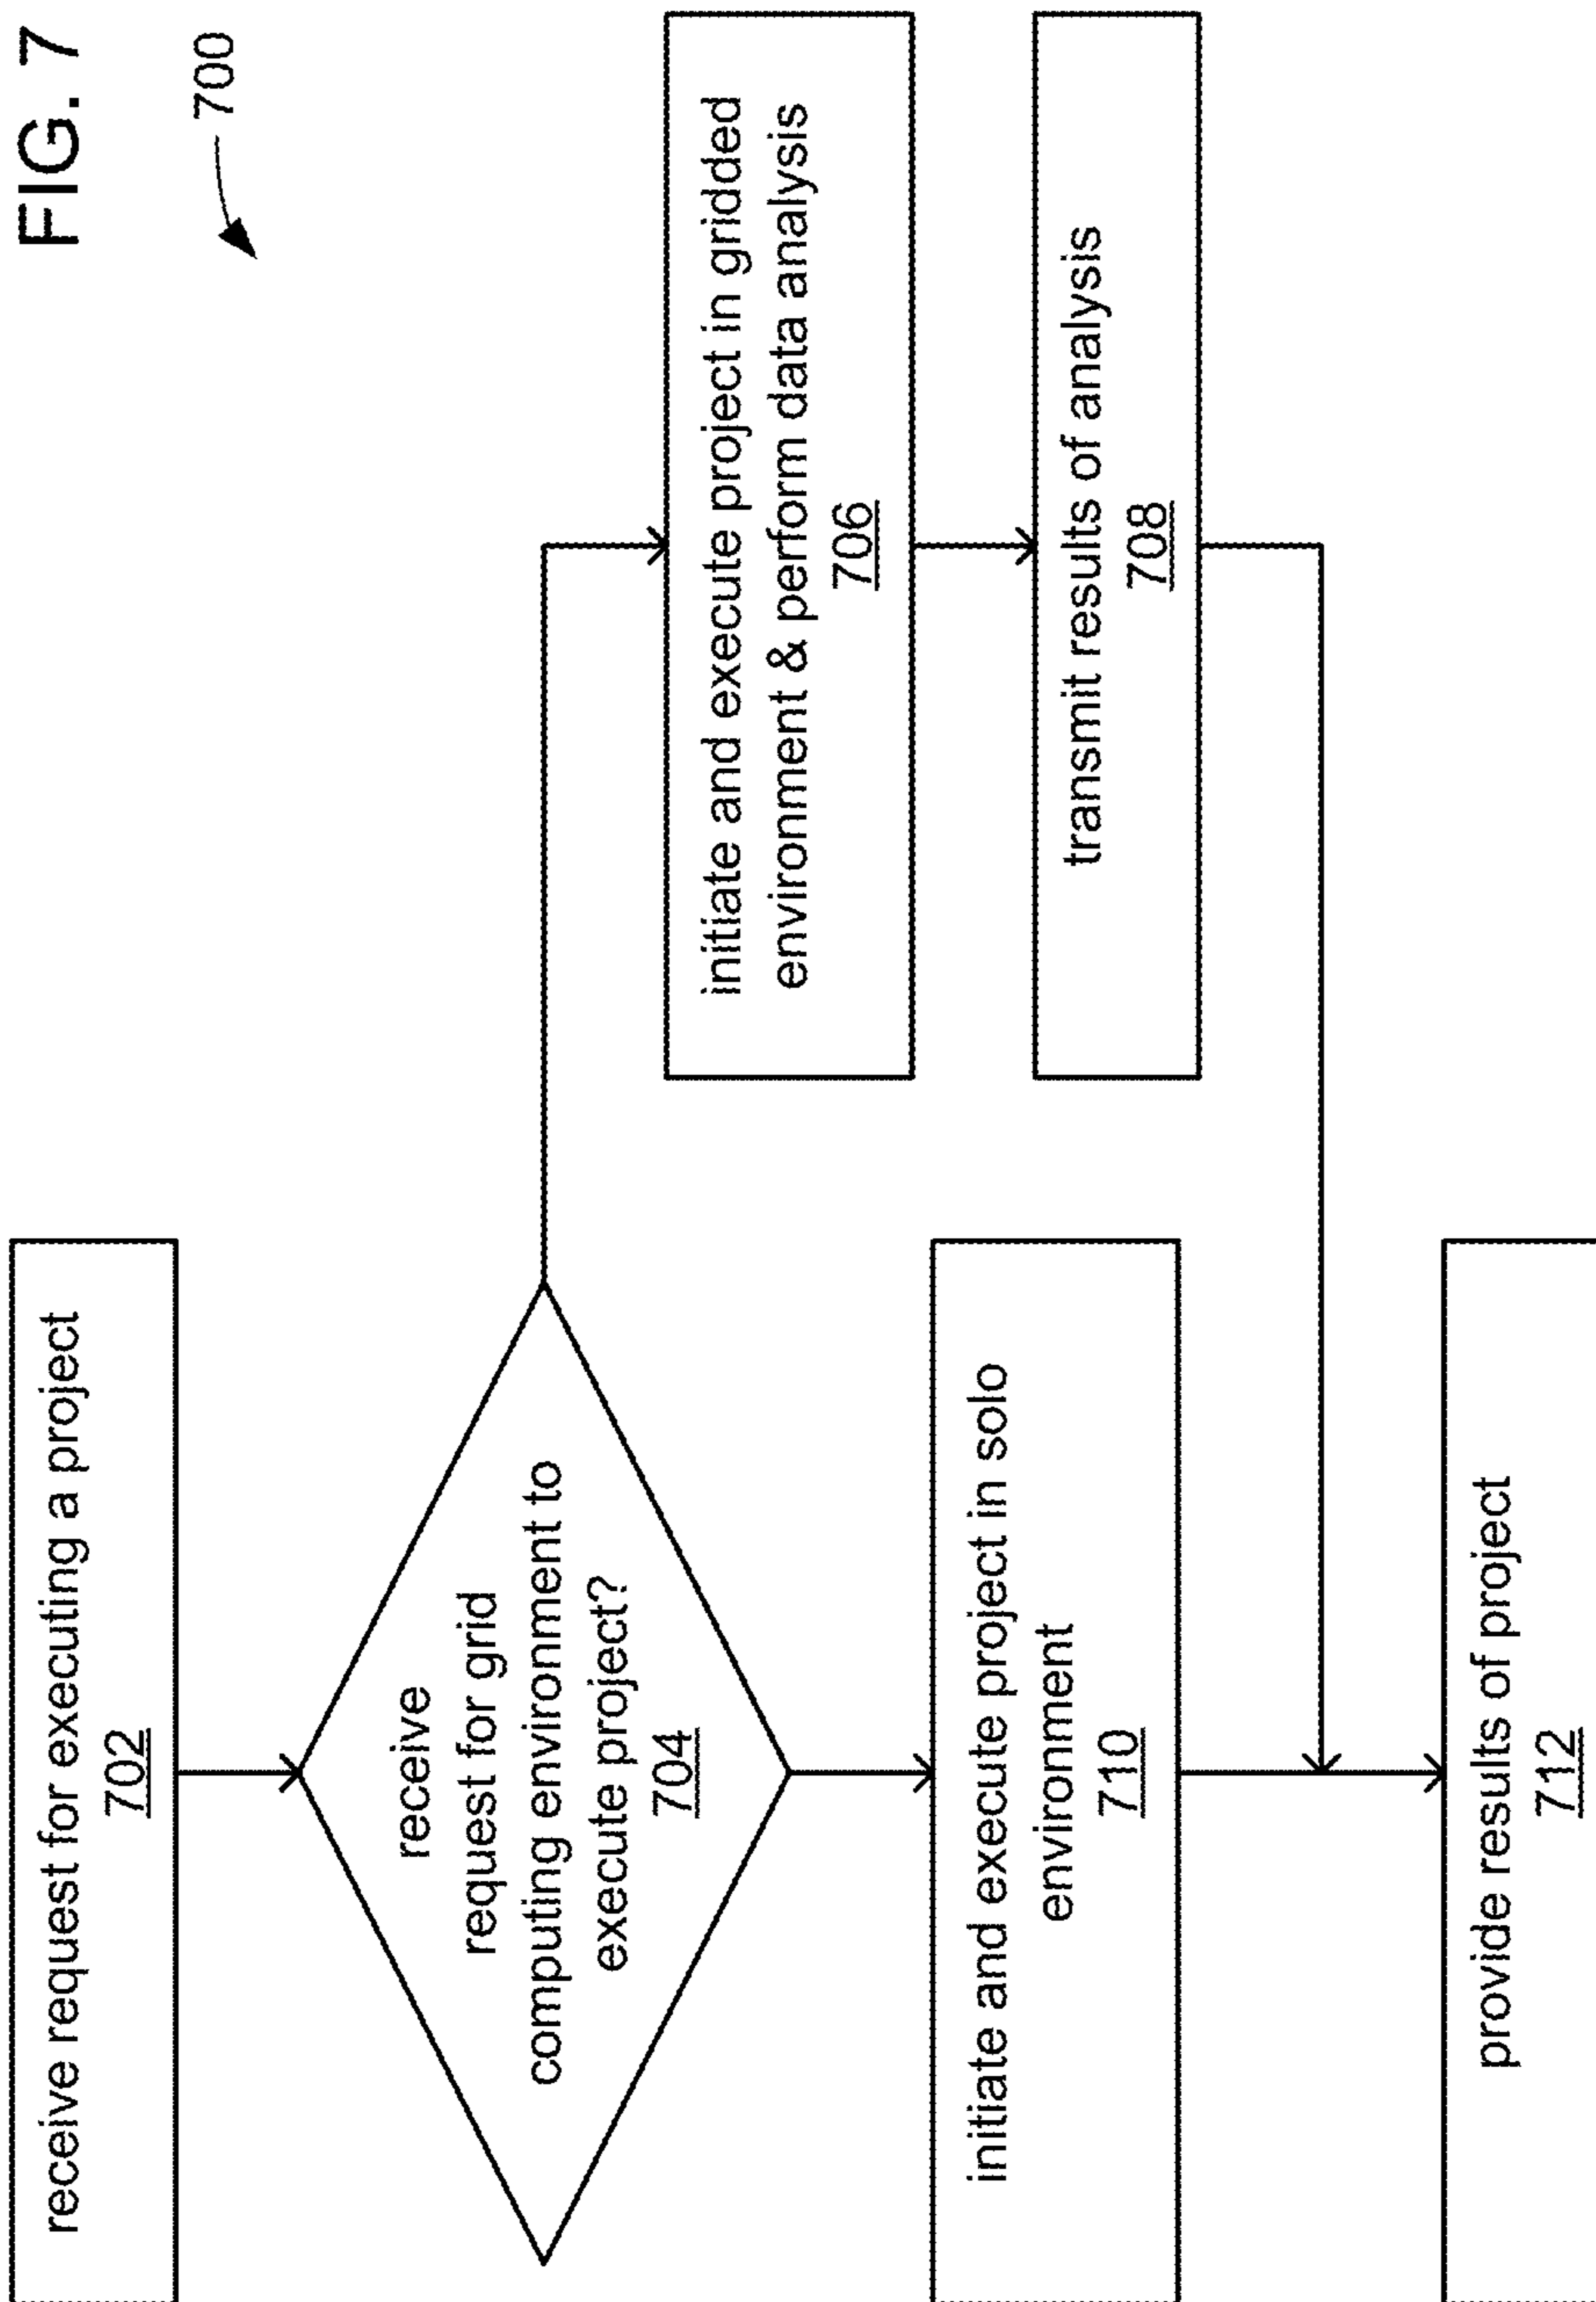 FIG. 7
700
receive request for executing a project
702
receive
request for grid
computing environment to
execute project?
704
initiate and execute project in gridded
environment & perform data analysis
706
transmit results of analysis
708
initiate and execute project in solo
environment
710
provide results of project
712